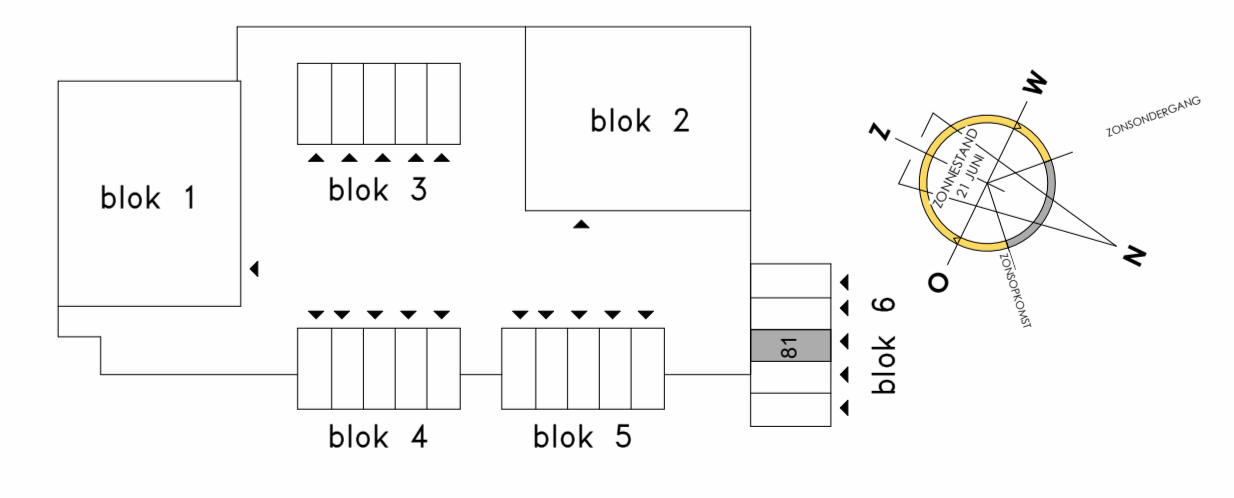 blok 1
blok 2
blok 3
blok 4
blok 5
blok 6
81
Z
W
O
N
ZONNESTAND
21 JUNI
ZONSONDERGANG
ZONSOPKOMST